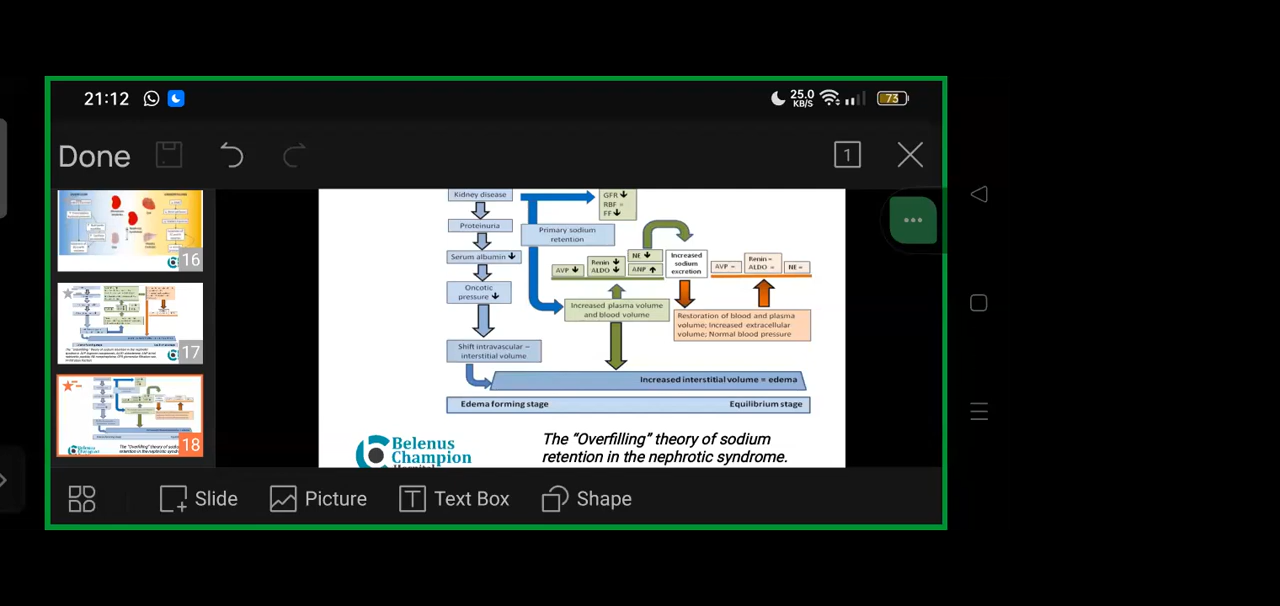 21:12
25.0
KB/S
73
Done
1
16
17
18
Kidney disease
Proteinuria
Serum albumin ↓
Oncotic
pressure ↓
Shift intravascular –
interstitial volume
GFR ↓
RBF =
FF ↓
Primary sodium
retention
AVP ↓
Renin ↓
ALDO ↓
NE ↓
ANP ↑
Increased
sodium
excretion
AVP =
Renin =
ALDO =
NE =
Increased plasma volume
and blood volume
Restoration of blood and plasma
volume; Increased extracellular
volume; Normal blood pressure
Increased interstitial volume = edema
Edema forming stage
Equilibrium stage
Belenus
Champion
The "Overfilling" theory of sodium
retention in the nephrotic syndrome.
Slide
Picture
Text Box
Shape